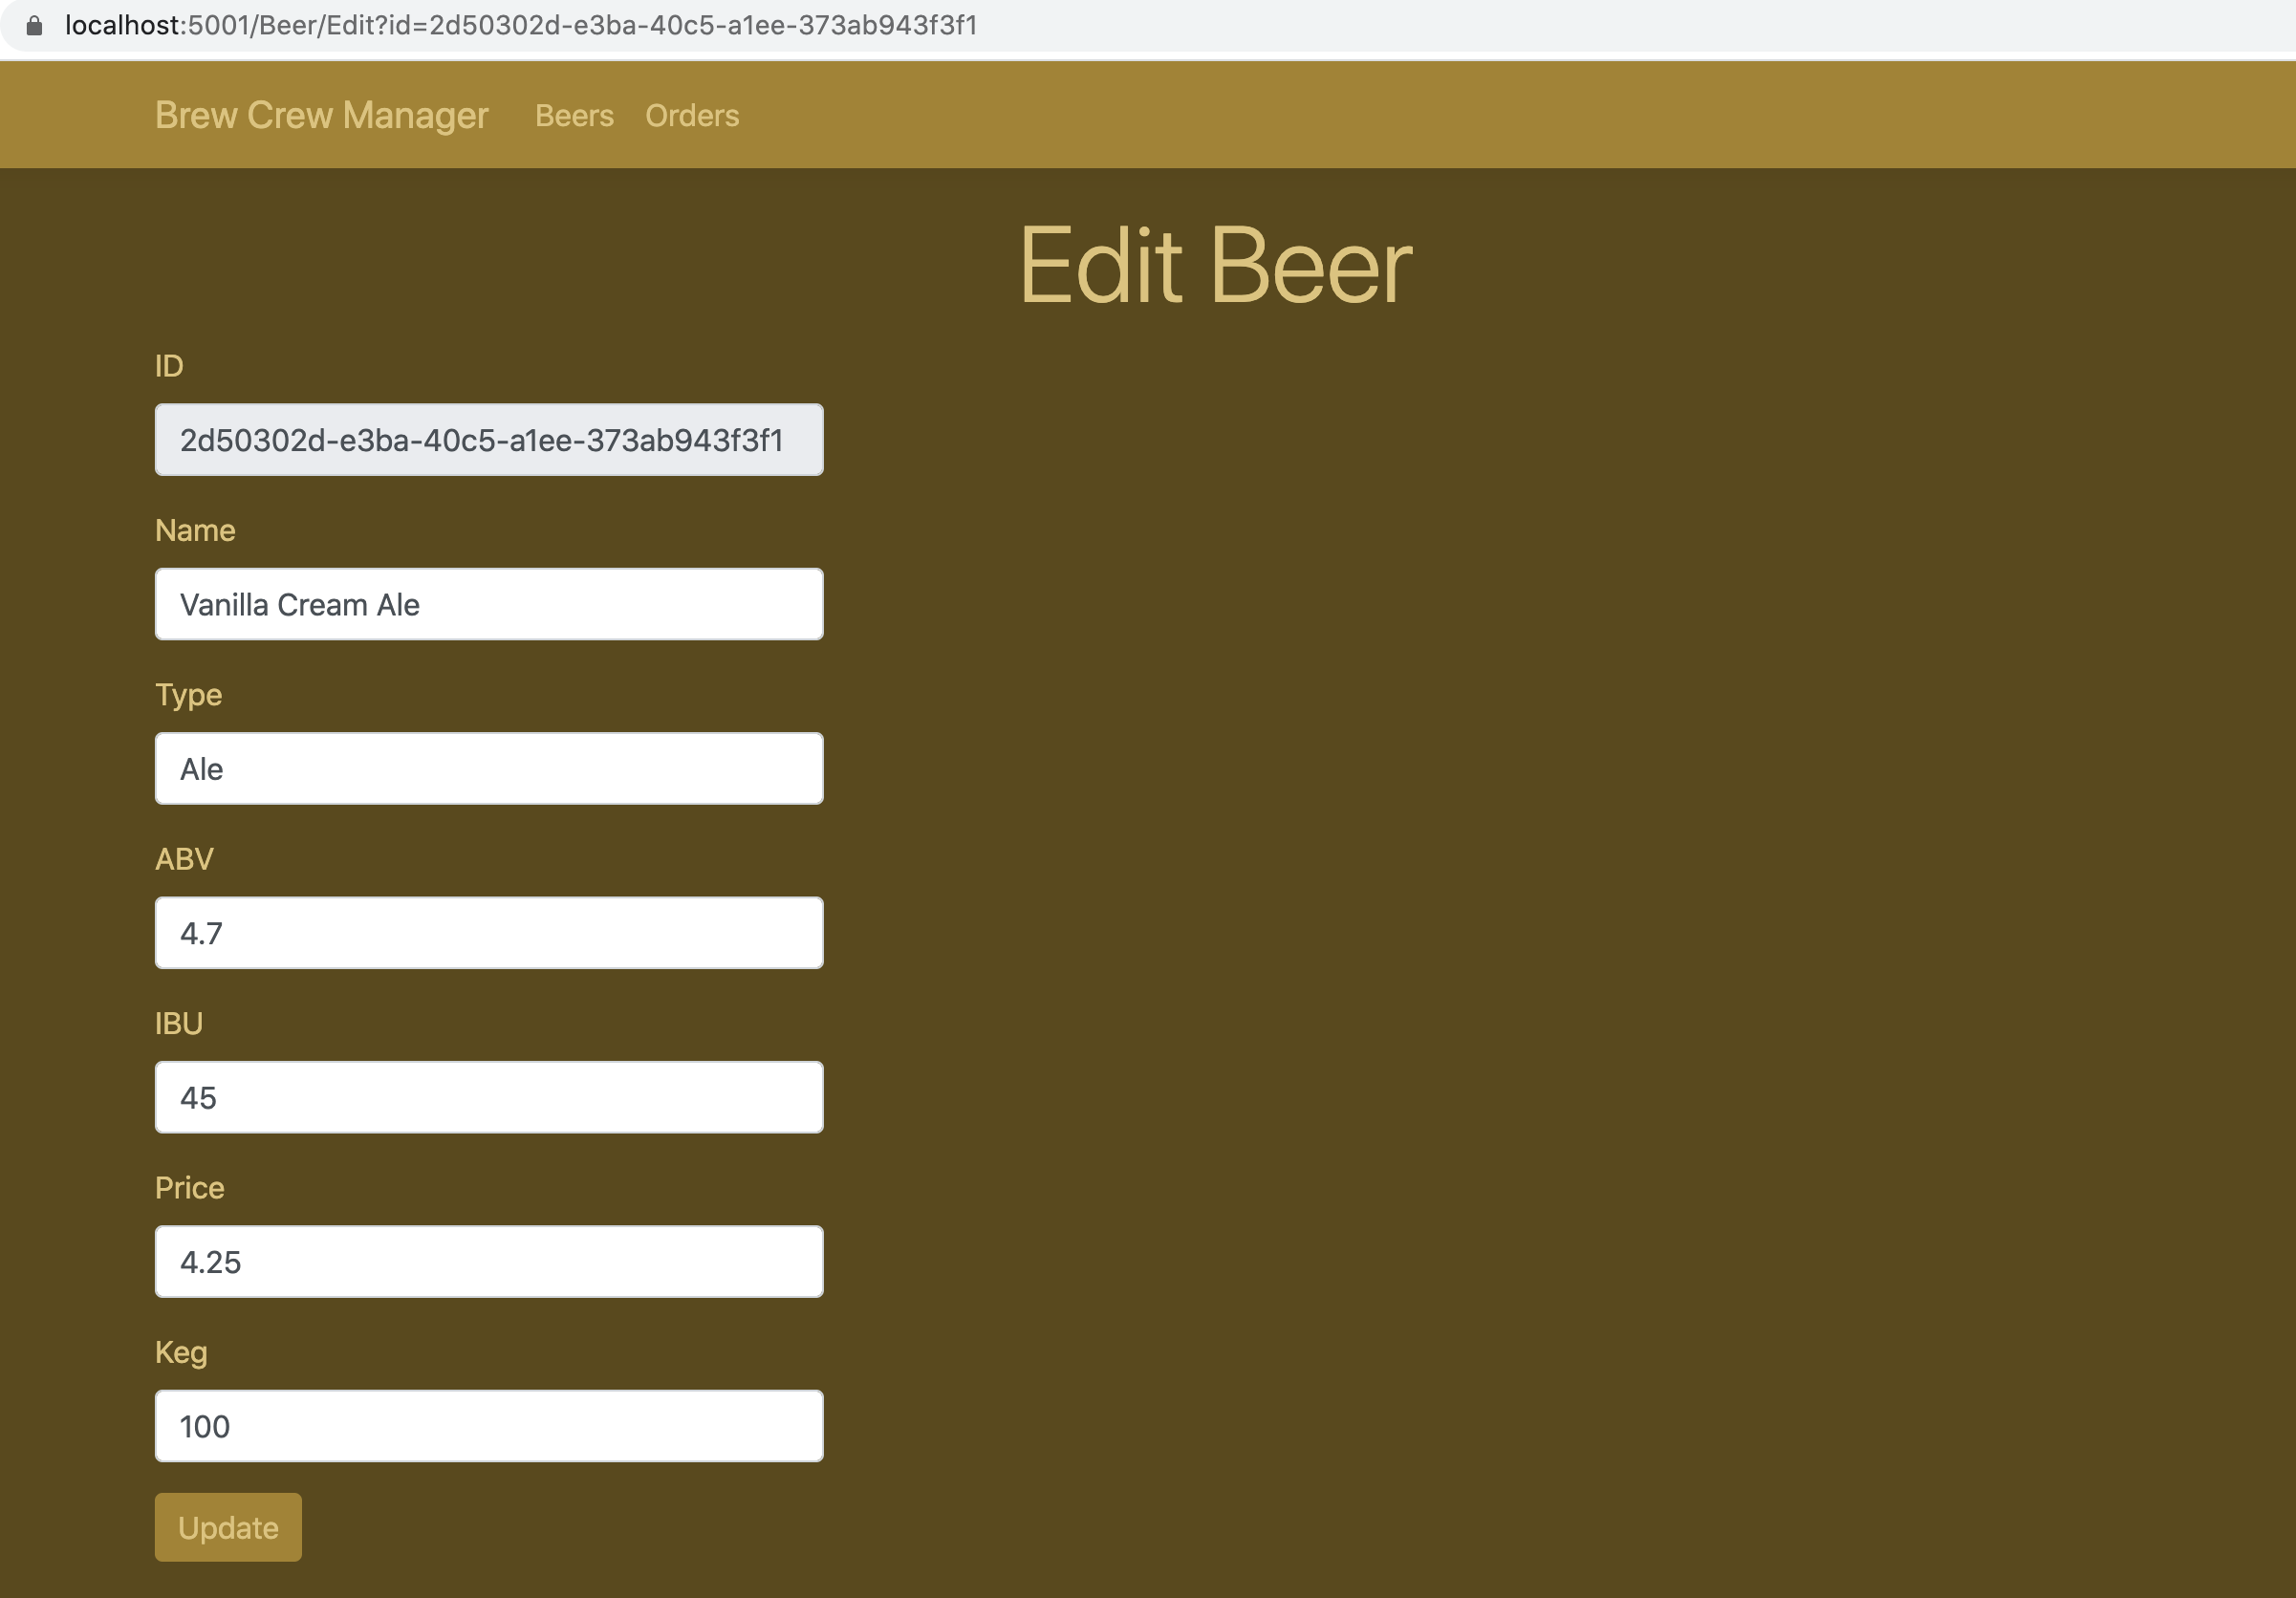 localhost:5001/Beer/Edit?id=2d50302d-e3ba-40c5-a1ee-373ab943f3f1
Brew Crew Manager Beers Orders
Edit Beer
ID
2d50302d-e3ba-40c5-a1ee-373ab943f3f1
Name
Vanilla Cream Ale
Type
Ale
ABV
4.7
IBU
45
Price
4.25
Keg
100
Update